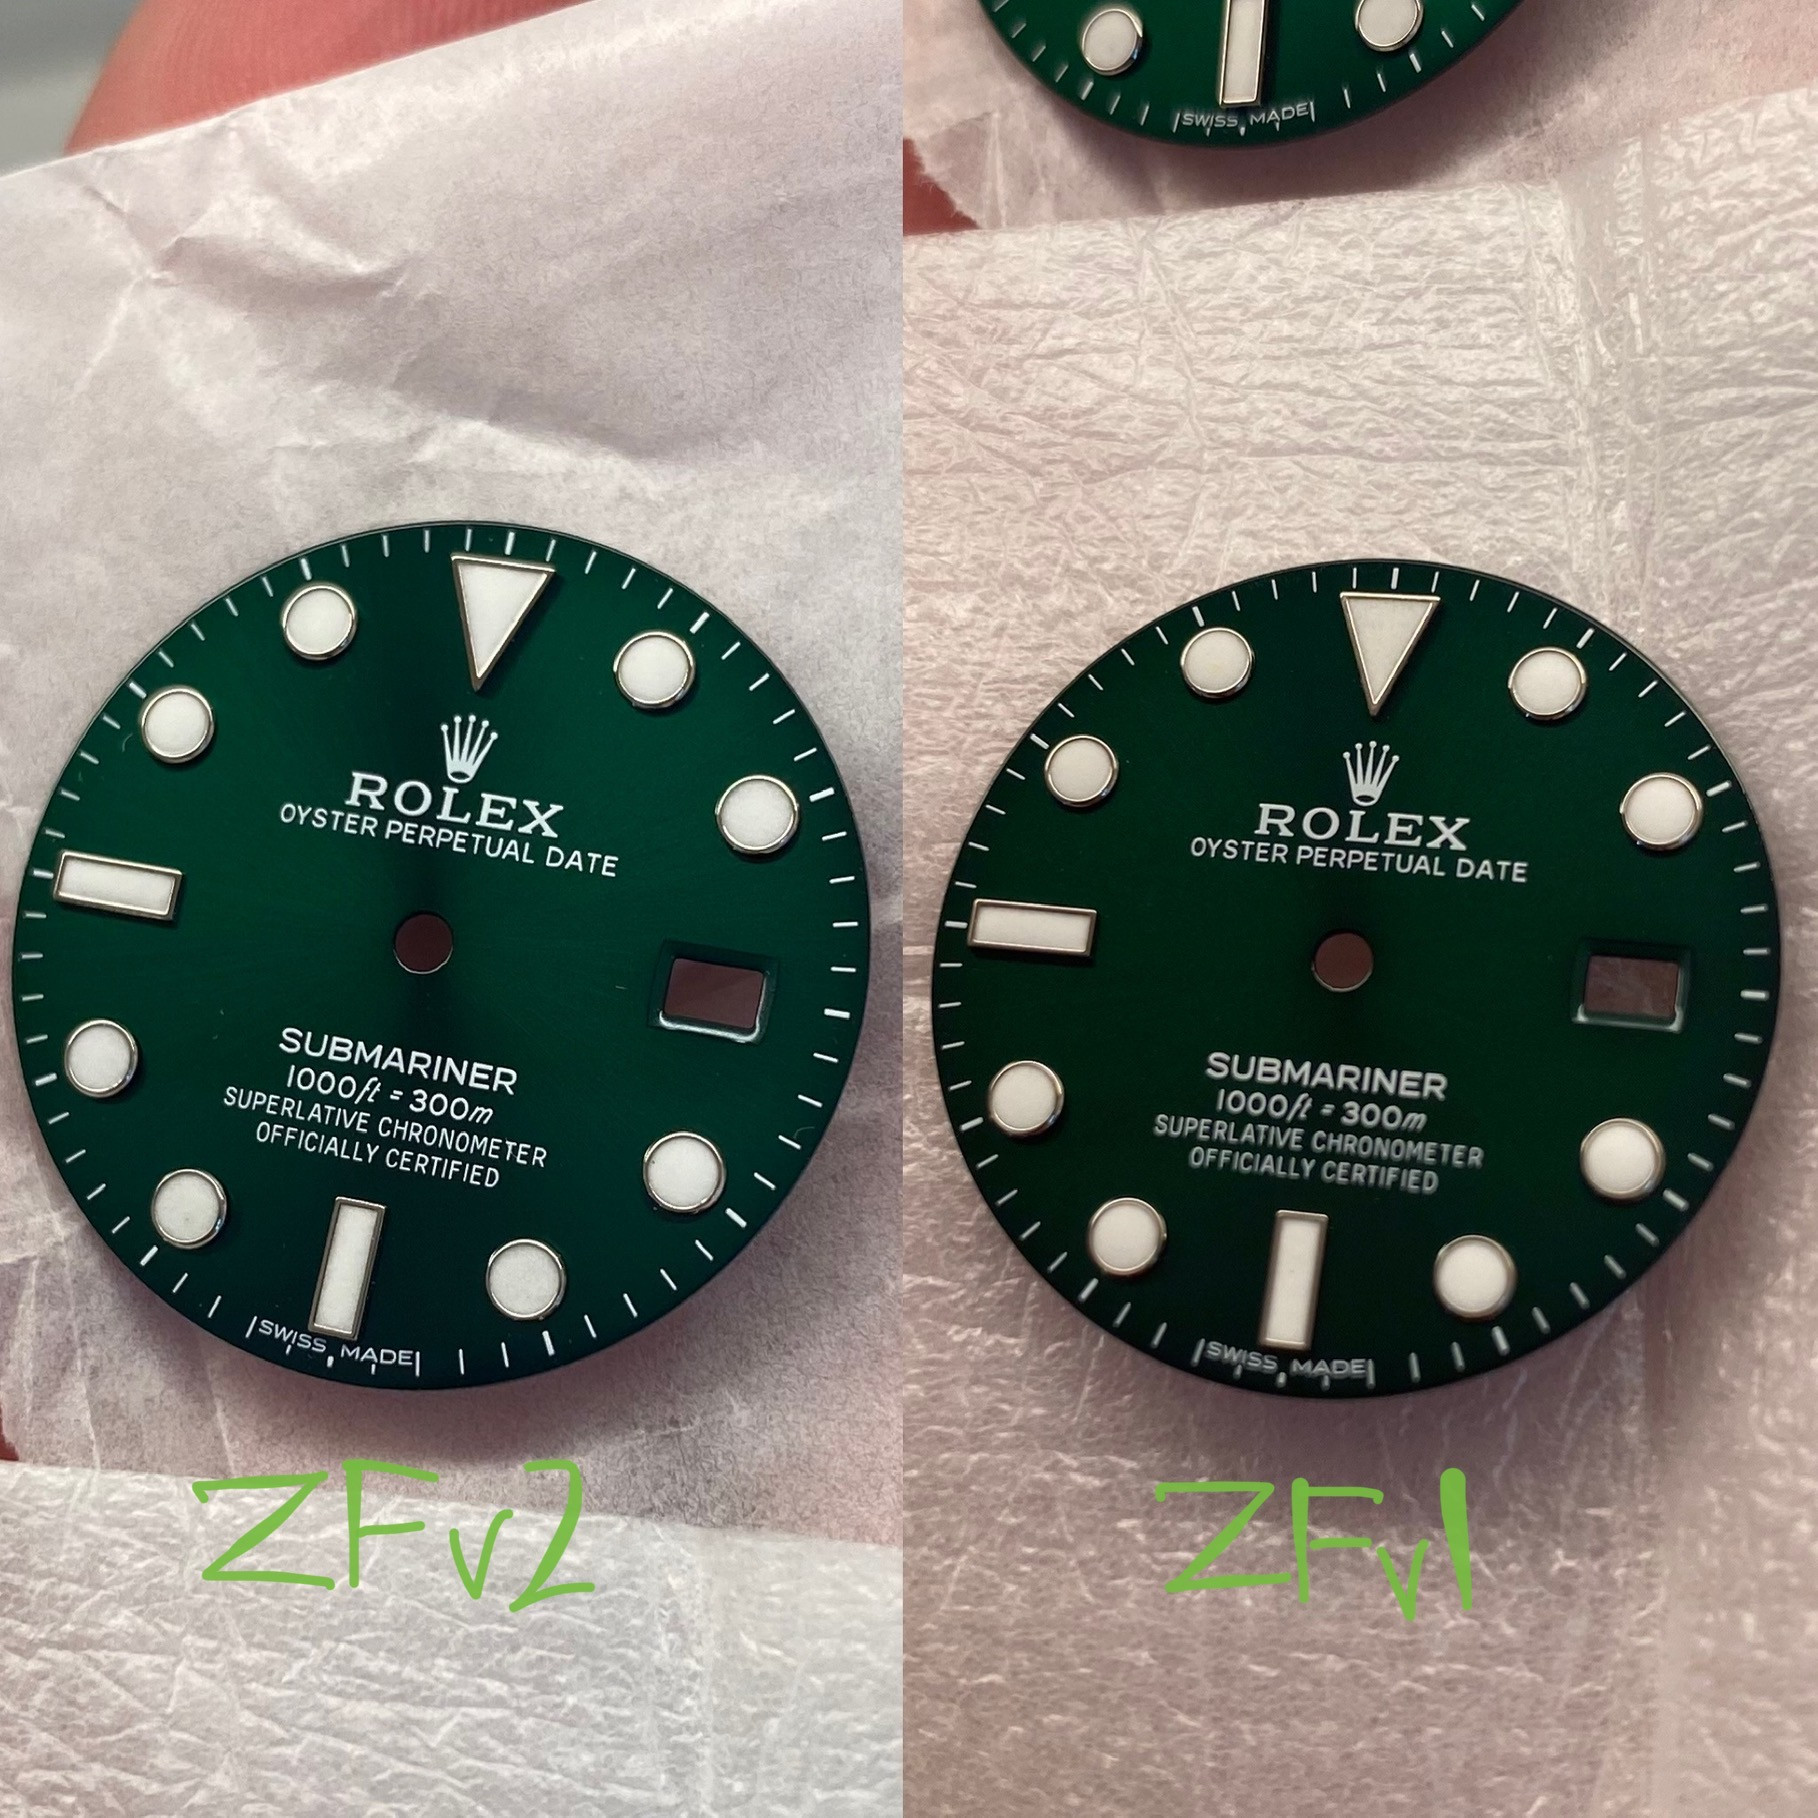 SWISS MADE
ROLEX
OYSTER PERPETUAL DATE
SUBMARINER
1000ft = 300m
SUPERLATIVE CHRONOMETER
OFFICIALLY CERTIFIED
SWISS MADE
ZFv2
ROLEX
OYSTER PERPETUAL DATE
SUBMARINER
1000ft = 300m
SUPERLATIVE CHRONOMETER
OFFICIALLY CERTIFIED
SWISS MADE
ZFv1